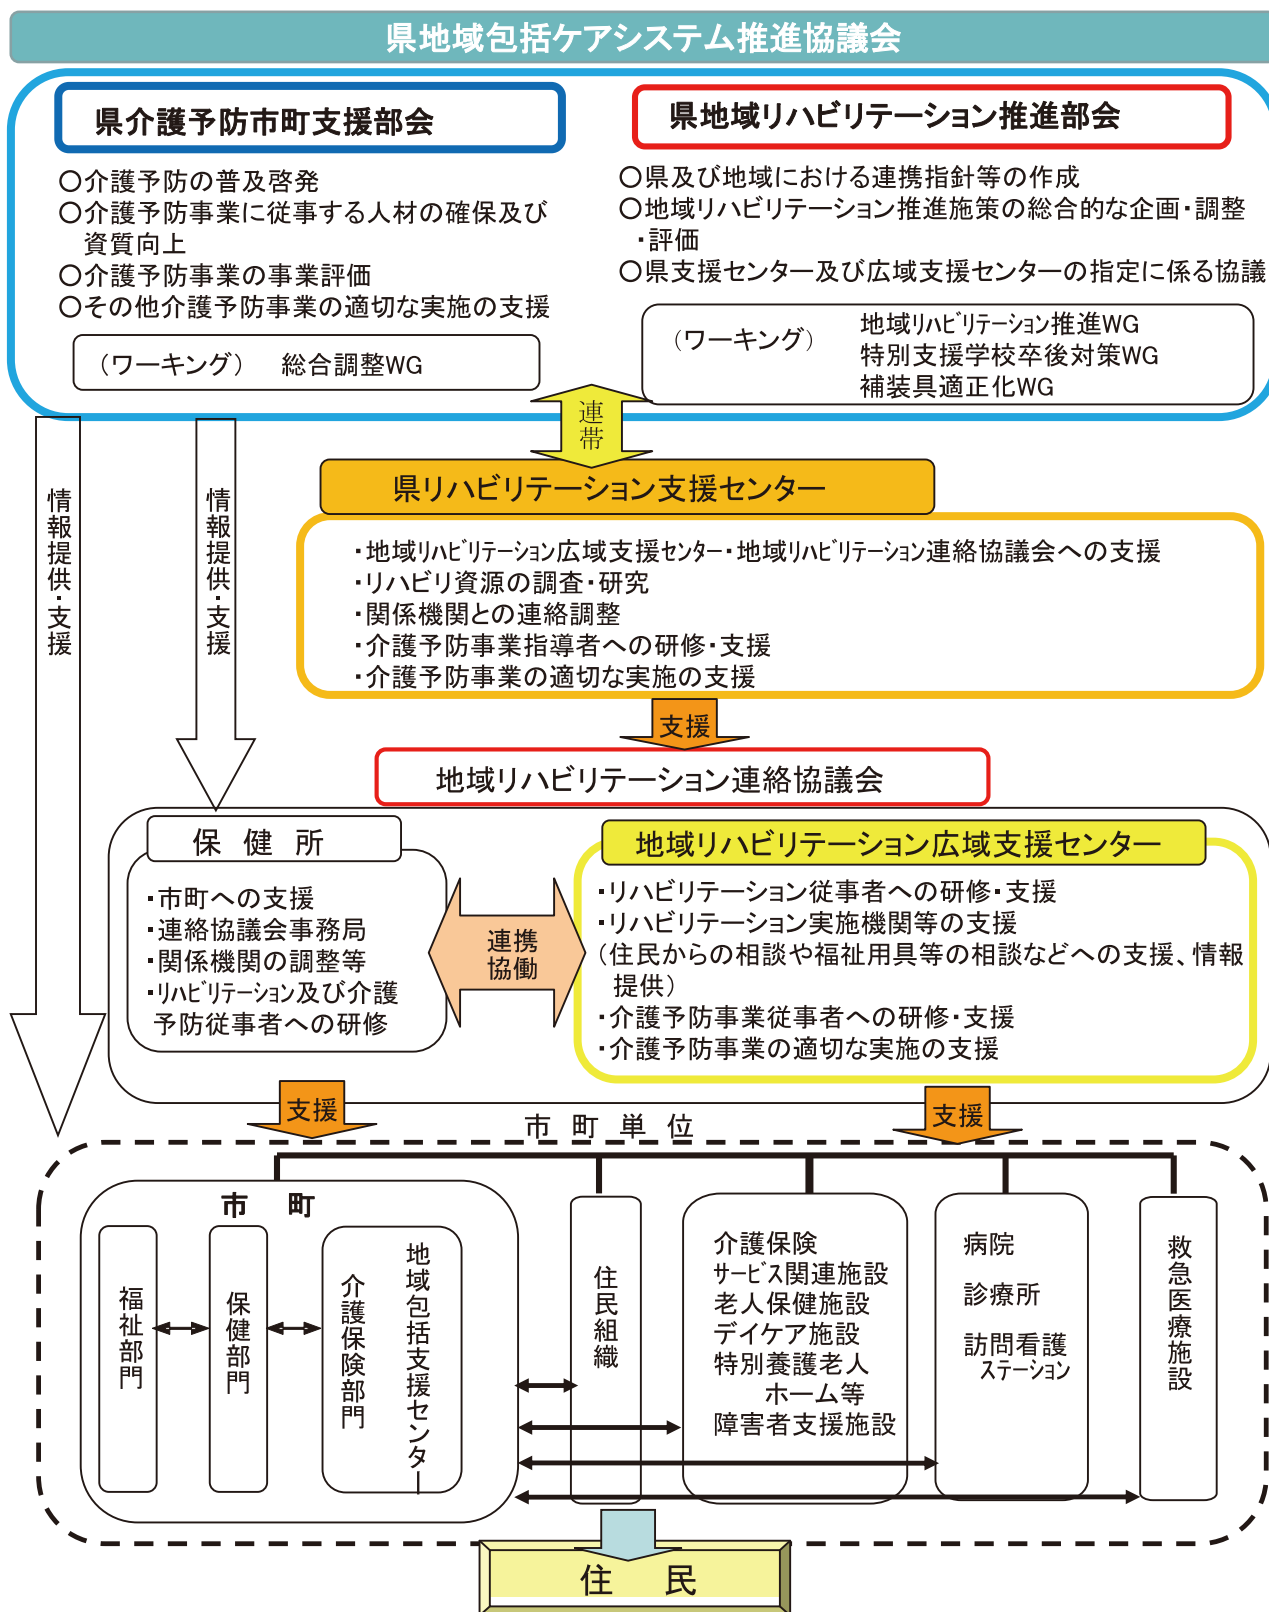 県地域包括ケアシステム推進協議会
県介護予防市町支援部会
○介護予防の普及啓発
○介護予防事業に従事する人材の確保及び
資質向上
○介護予防事業の事業評価
○その他介護予防事業の適切な実施の支援
（ワーキング）　総合調整WG
県地域リハビリテーション推進部会
○県及び地域における連携指針等の作成
○地域リハビリテーション推進施策の総合的な企画・調整
・評価
○県支援センター及び広域支援センターの指定に係る協議
（ワーキング）　地域リハビリテーション推進WG
特別支援学校卒後対策WG
補装具適正化WG
連帯
情報提供・支援
情報提供・支援
県リハビリテーション支援センター
・地域リハビリテーション広域支援センター・地域リハビリテーション連絡協議会への支援
・リハビリ資源の調査・研究
・関係機関との連絡調整
・介護予防事業指導者への研修・支援
・介護予防事業の適切な実施の支援
支援
地域リハビリテーション連絡協議会
保　健　所
・市町への支援
・連絡協議会事務局
・関係機関の調整等
・リハビリテーション及び介護
予防従事者への研修
連携
協働
地域リハビリテーション広域支援センター
・リハビリテーション従事者への研修・支援
・リハビリテーション実施機関等の支援
（住民からの相談や福祉用具等の相談などへの支援、情報
提供）
・介護予防事業従事者への研修・支援
・介護予防事業の適切な実施の支援
支援
支援
市　町　単　位
市　町
福祉部門
保健部門
介護保険部門
地域包括支援センター
住民組織
介護保険
サービス関連施設
老人保健施設
デイケア施設
特別養護老人
ホーム等
障害者支援施設
病院
診療所
訪問看護
ステーション
救急医療施設
住　民